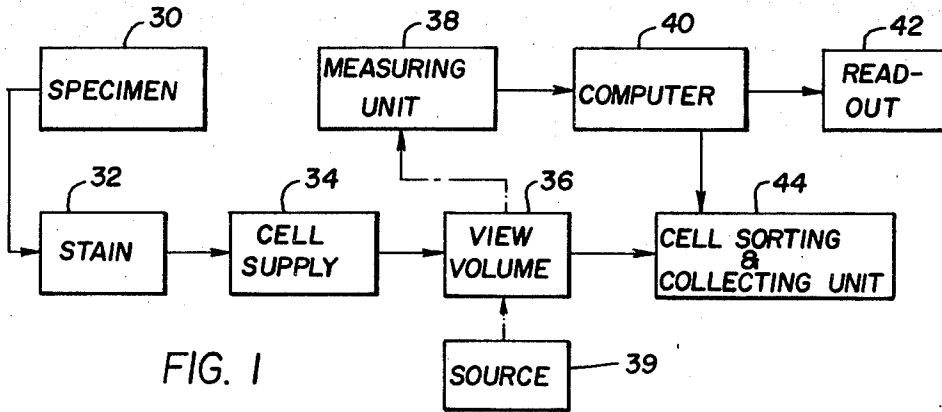 30
SPECIMEN
38
MEASURING
UNIT
40
COMPUTER
42
READ-
OUT
32
STAIN
34
CELL
SUPPLY
36
VIEW
VOLUME
44
CELL SORTING
&
COLLECTING UNIT
39
SOURCE
FIG. 1